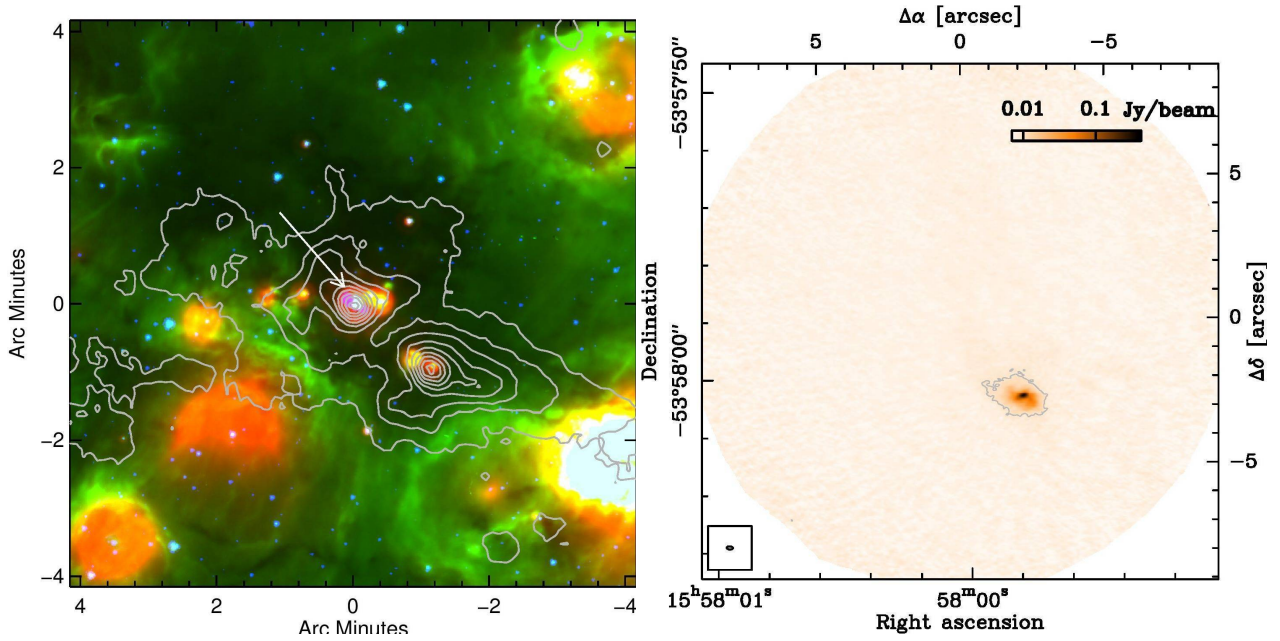 4
2
0
−2
−4
4
2
0
−2
−4
Arc Minutes
Arc Minutes
Δα [arcsec]
5
0
−5
−53°57′50″
−53°58′00″
Declination
0.01
0.1 Jy/beam
5
0
−5
Δδ [arcsec]
15ʰ58ᵐ01ˢ
58ᵐ00ˢ
Right ascension